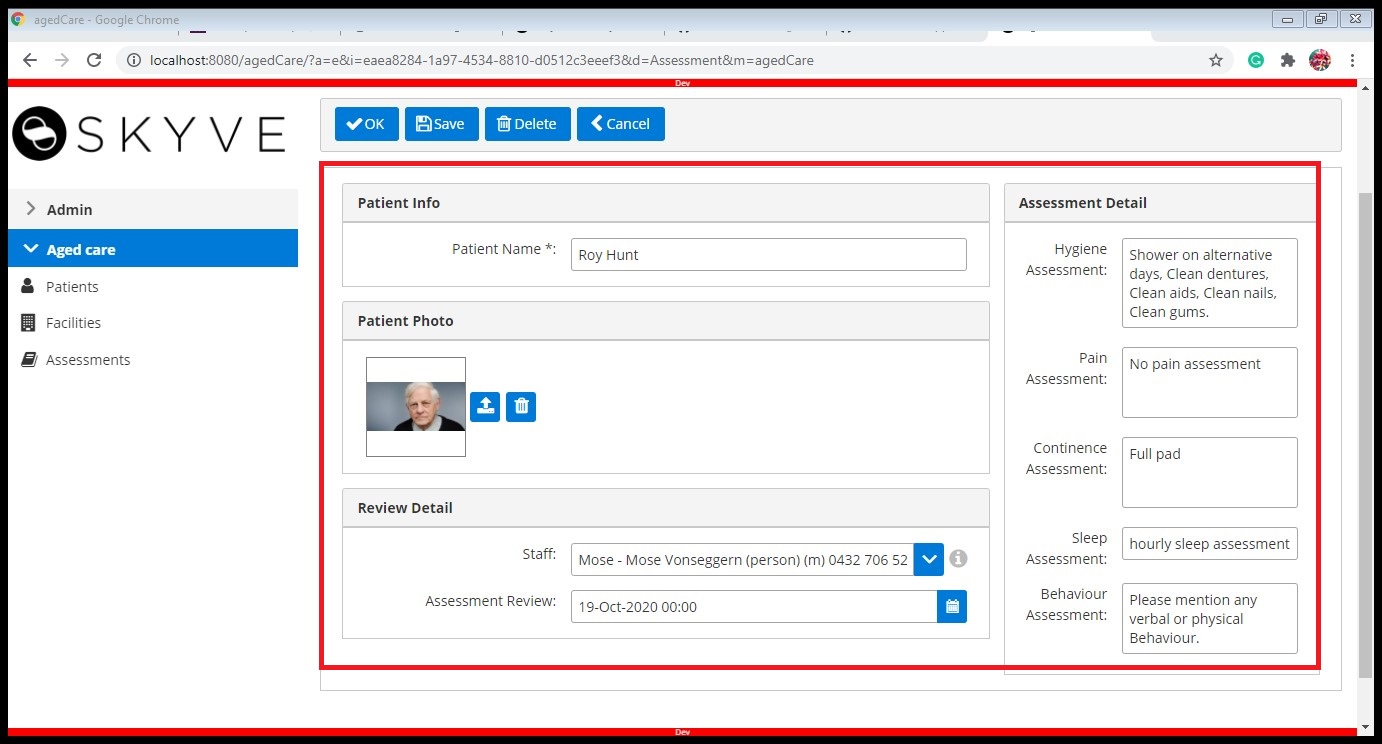 agedCare - Google Chrome
localhost:8080/agedCare/?a=e&i=eaea8284-1a97-4534-8810-d0512c3eeef3&d=Assessment&m=agedCare
Dev
SKYVE
OK
Save
Delete
Cancel
Admin
Aged care
Patients
Facilities
Assessments
Patient Info
Patient Name *:
Roy Hunt
Patient Photo
Review Detail
Staff:
Mose - Mose Vonseggern (person) (m) 0432 706 52
Assessment Review:
19-Oct-2020 00:00
Assessment Detail
Hygiene
Assessment:
Shower on alternative
days, Clean dentures,
Clean aids, Clean nails,
Clean gums.
Pain
Assessment:
No pain assessment
Continence
Assessment:
Full pad
Sleep
Assessment:
hourly sleep assessment
Behaviour
Assessment:
Please mention any
verbal or physical
Behaviour.
Dev